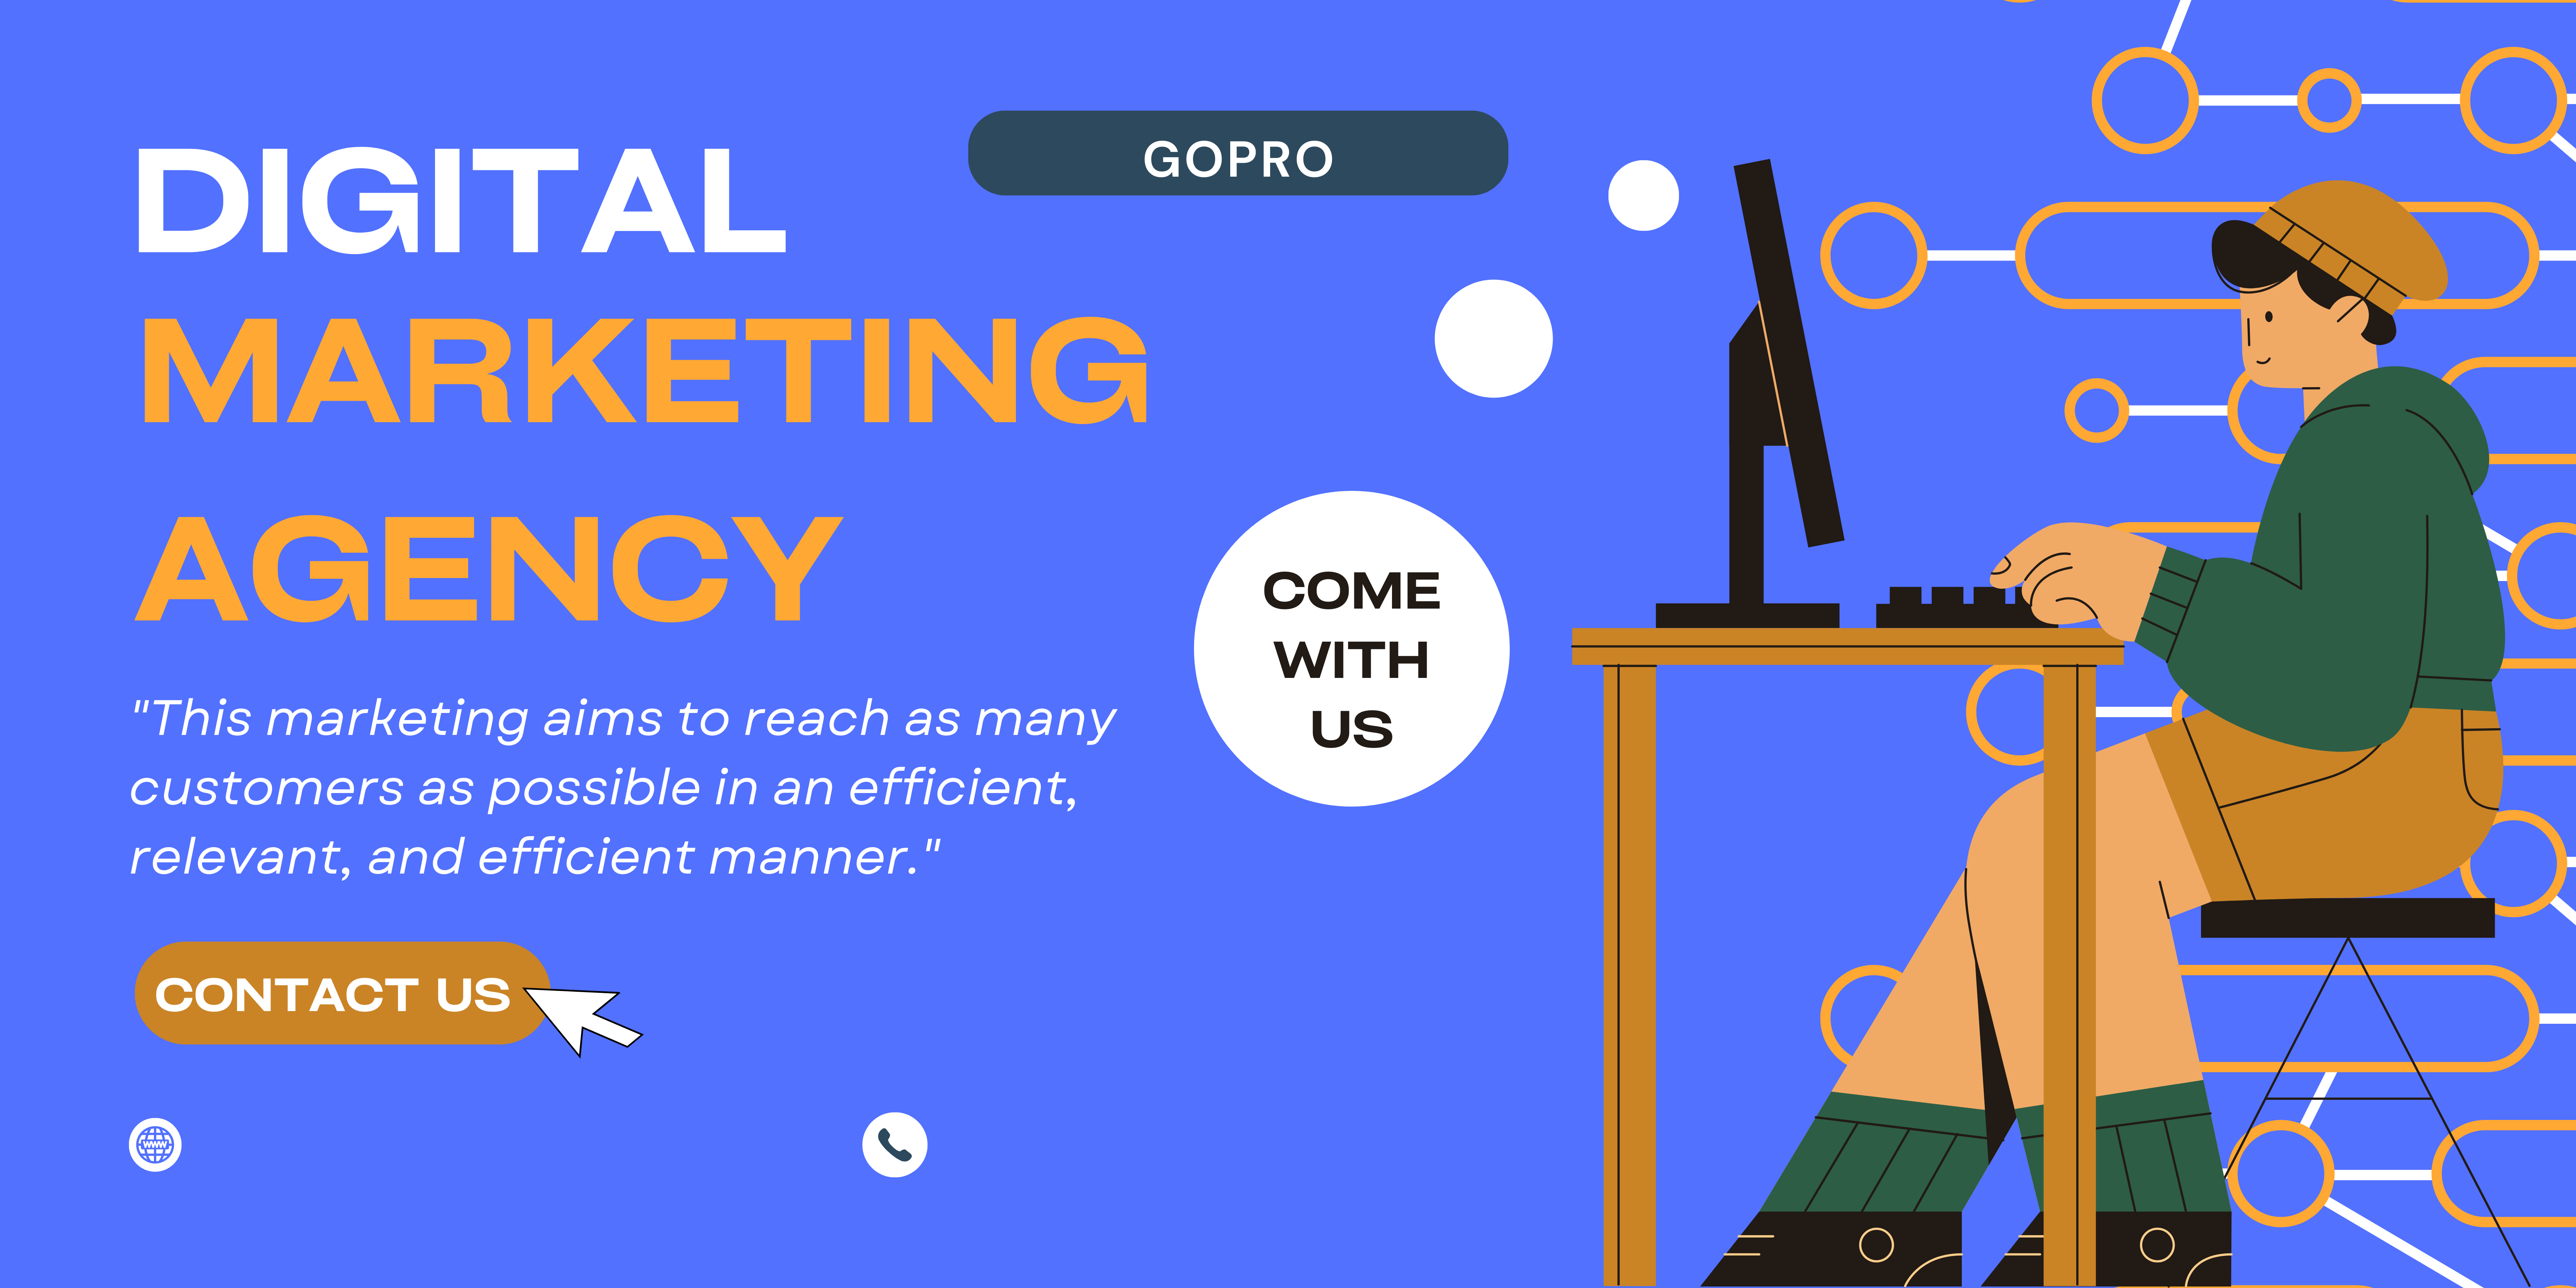 GOPRO
DIGITAL
MARKETING
AGENCY
COME
WITH
US
"This marketing aims to reach as many
customers as possible in an efficient,
relevant, and efficient manner."
CONTACT US
WWW